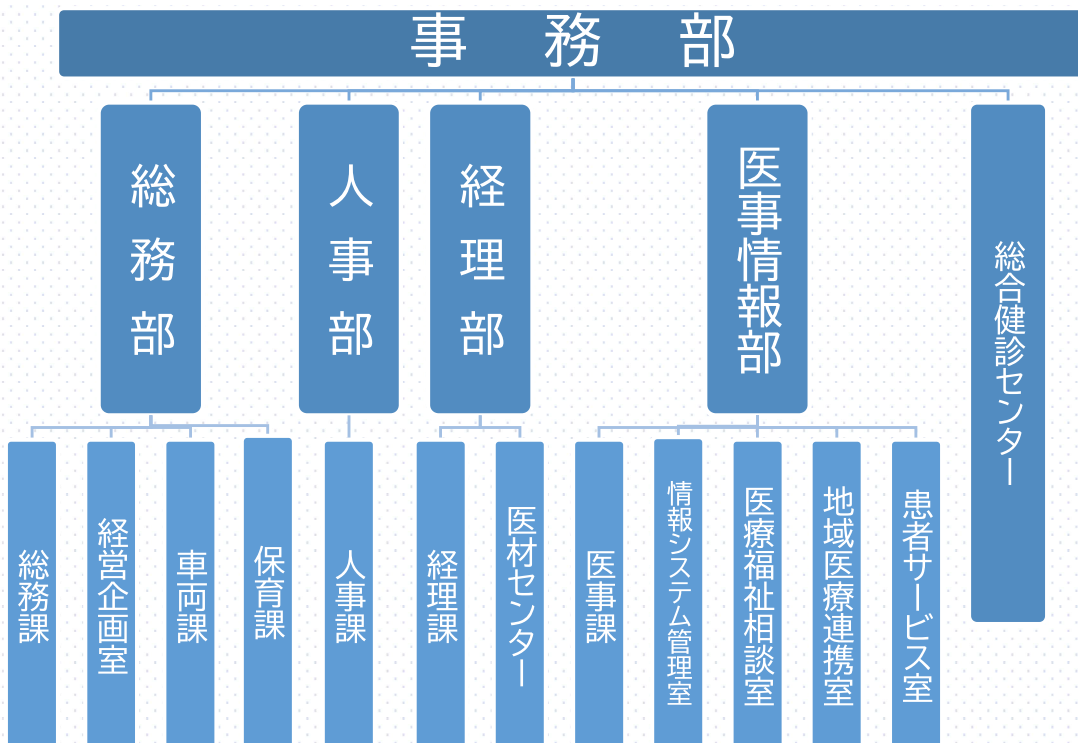 事務部
総務部
人事部
経理部
医事情報部
総合健診センター
総務課
経営企画室
車両課
保育課
人事課
経理課
医材センター
医事課
情報システム管理室
医療福祉相談室
地域医療連携室
患者サービス室